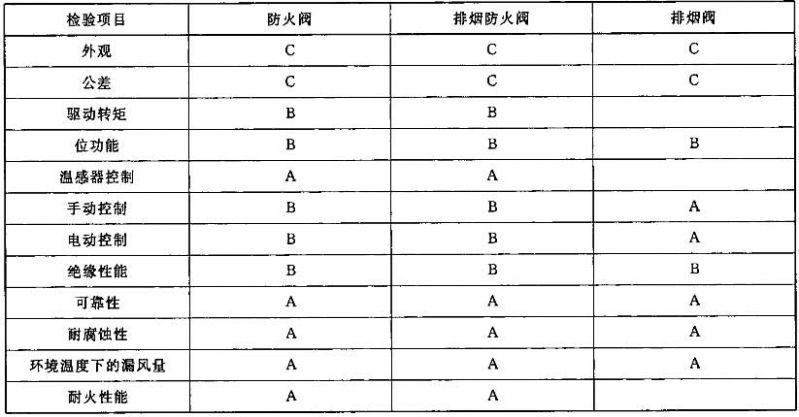 检验项目 防火阀 排烟防火阀 排烟阀
外观 C C C
公差 C C C
驱动转矩 B B
位功能 B B B
温感器控制 A A
手动控制 B B A
电动控制 B B A
绝缘性能 B B B
可靠性 A A A
耐腐蚀性 A A A
环境温度下的漏风量 A A A
耐火性能 A A